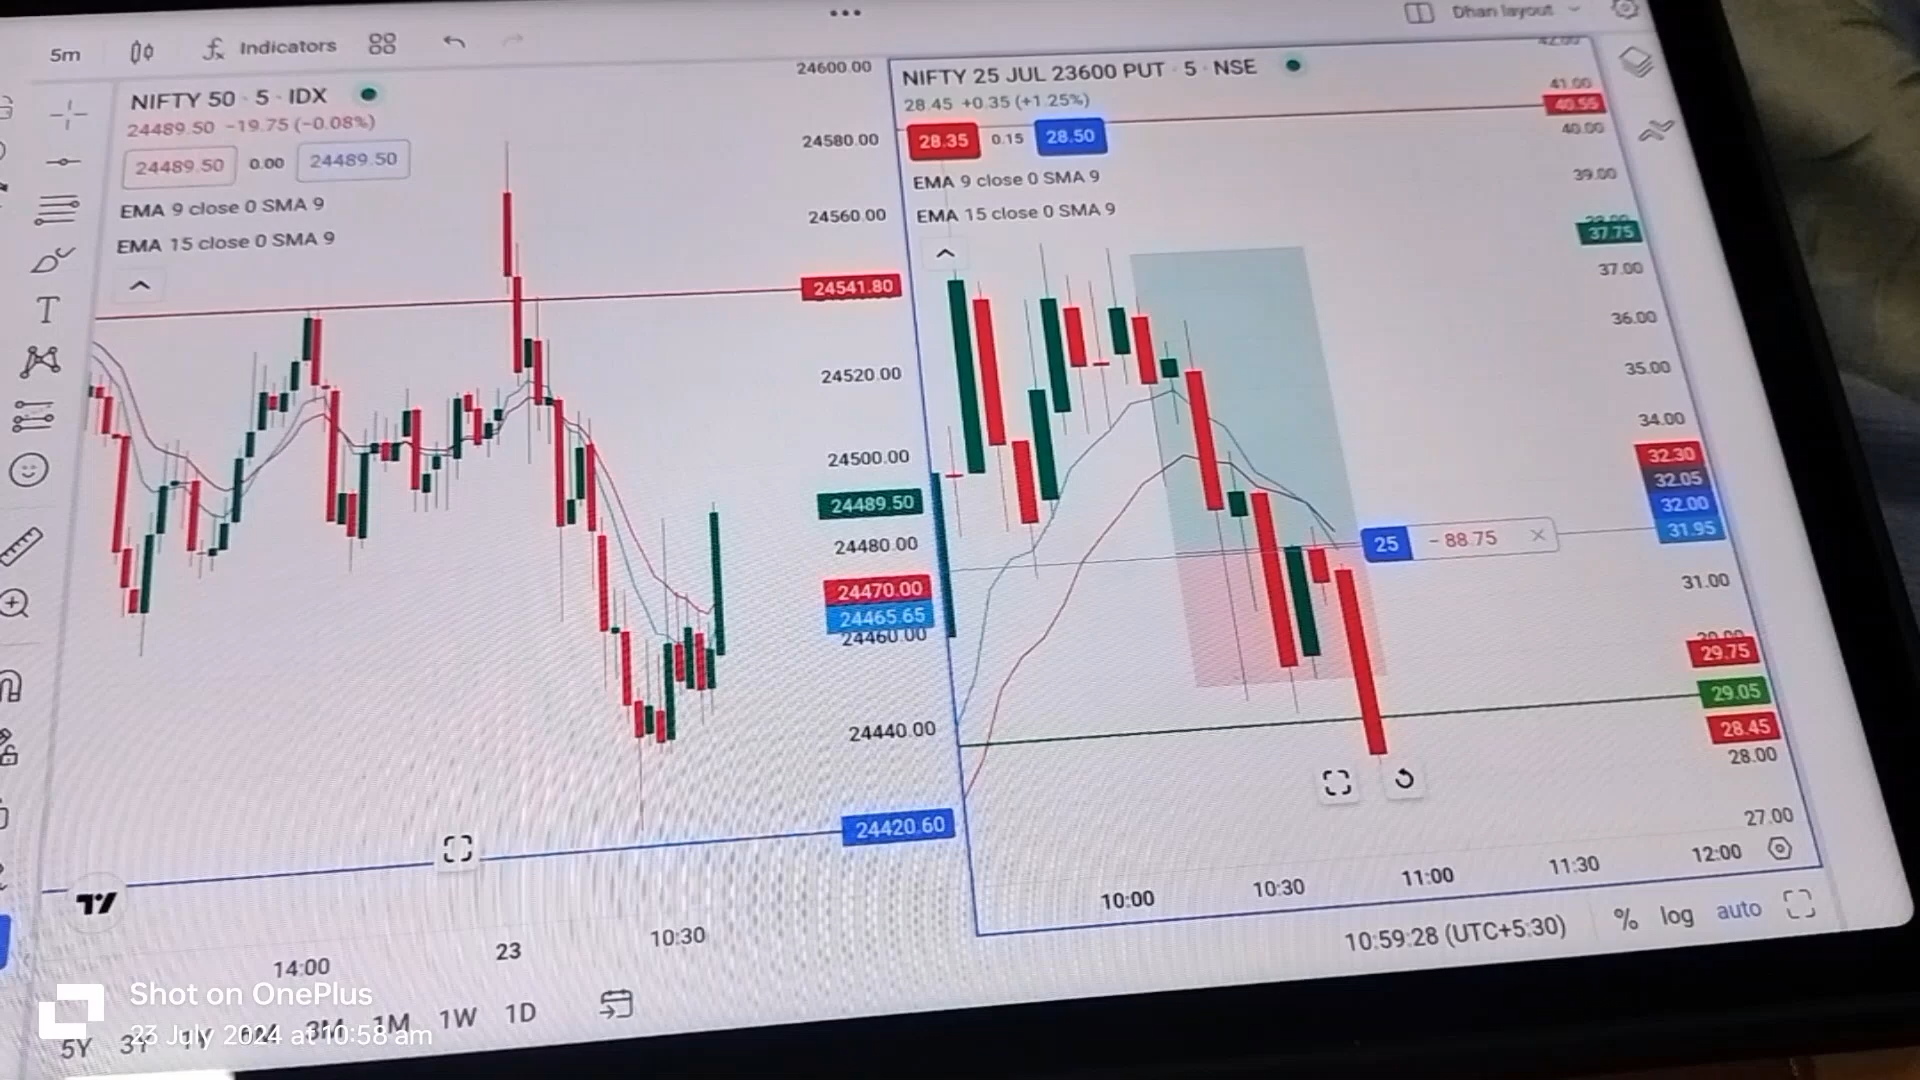 Dhan layout
5m
Indicators
NIFTY 50 · 5 · IDX
24489.50 −19.75 (−0.08%)
24489.50 0.00 24489.50
EMA 9 close 0 SMA 9
EMA 15 close 0 SMA 9
24600.00
24580.00
24560.00
24541.80
24520.00
24500.00
24489.50
24480.00
24470.00
24465.65
24460.00
24440.00
24420.60
14:00
23
10:30
NIFTY 25 JUL 23600 PUT · 5 · NSE
28.45 +0.35 (+1.25%)
28.35 0.15 28.50
EMA 9 close 0 SMA 9
EMA 15 close 0 SMA 9
42.00
41.00
40.55
40.00
39.00
37.75
37.00
36.00
35.00
34.00
32.30
32.05
32.00
31.95
25 − 88.75
31.00
29.75
29.05
28.45
28.00
27.00
10:00 10:30 11:00 11:30 12:00
10:59:28 (UTC+5:30) % log auto
5Y 3Y 1Y 6M 3M 1M 1W 1D
Shot on OnePlus
23 July 2024 at 10:58 am